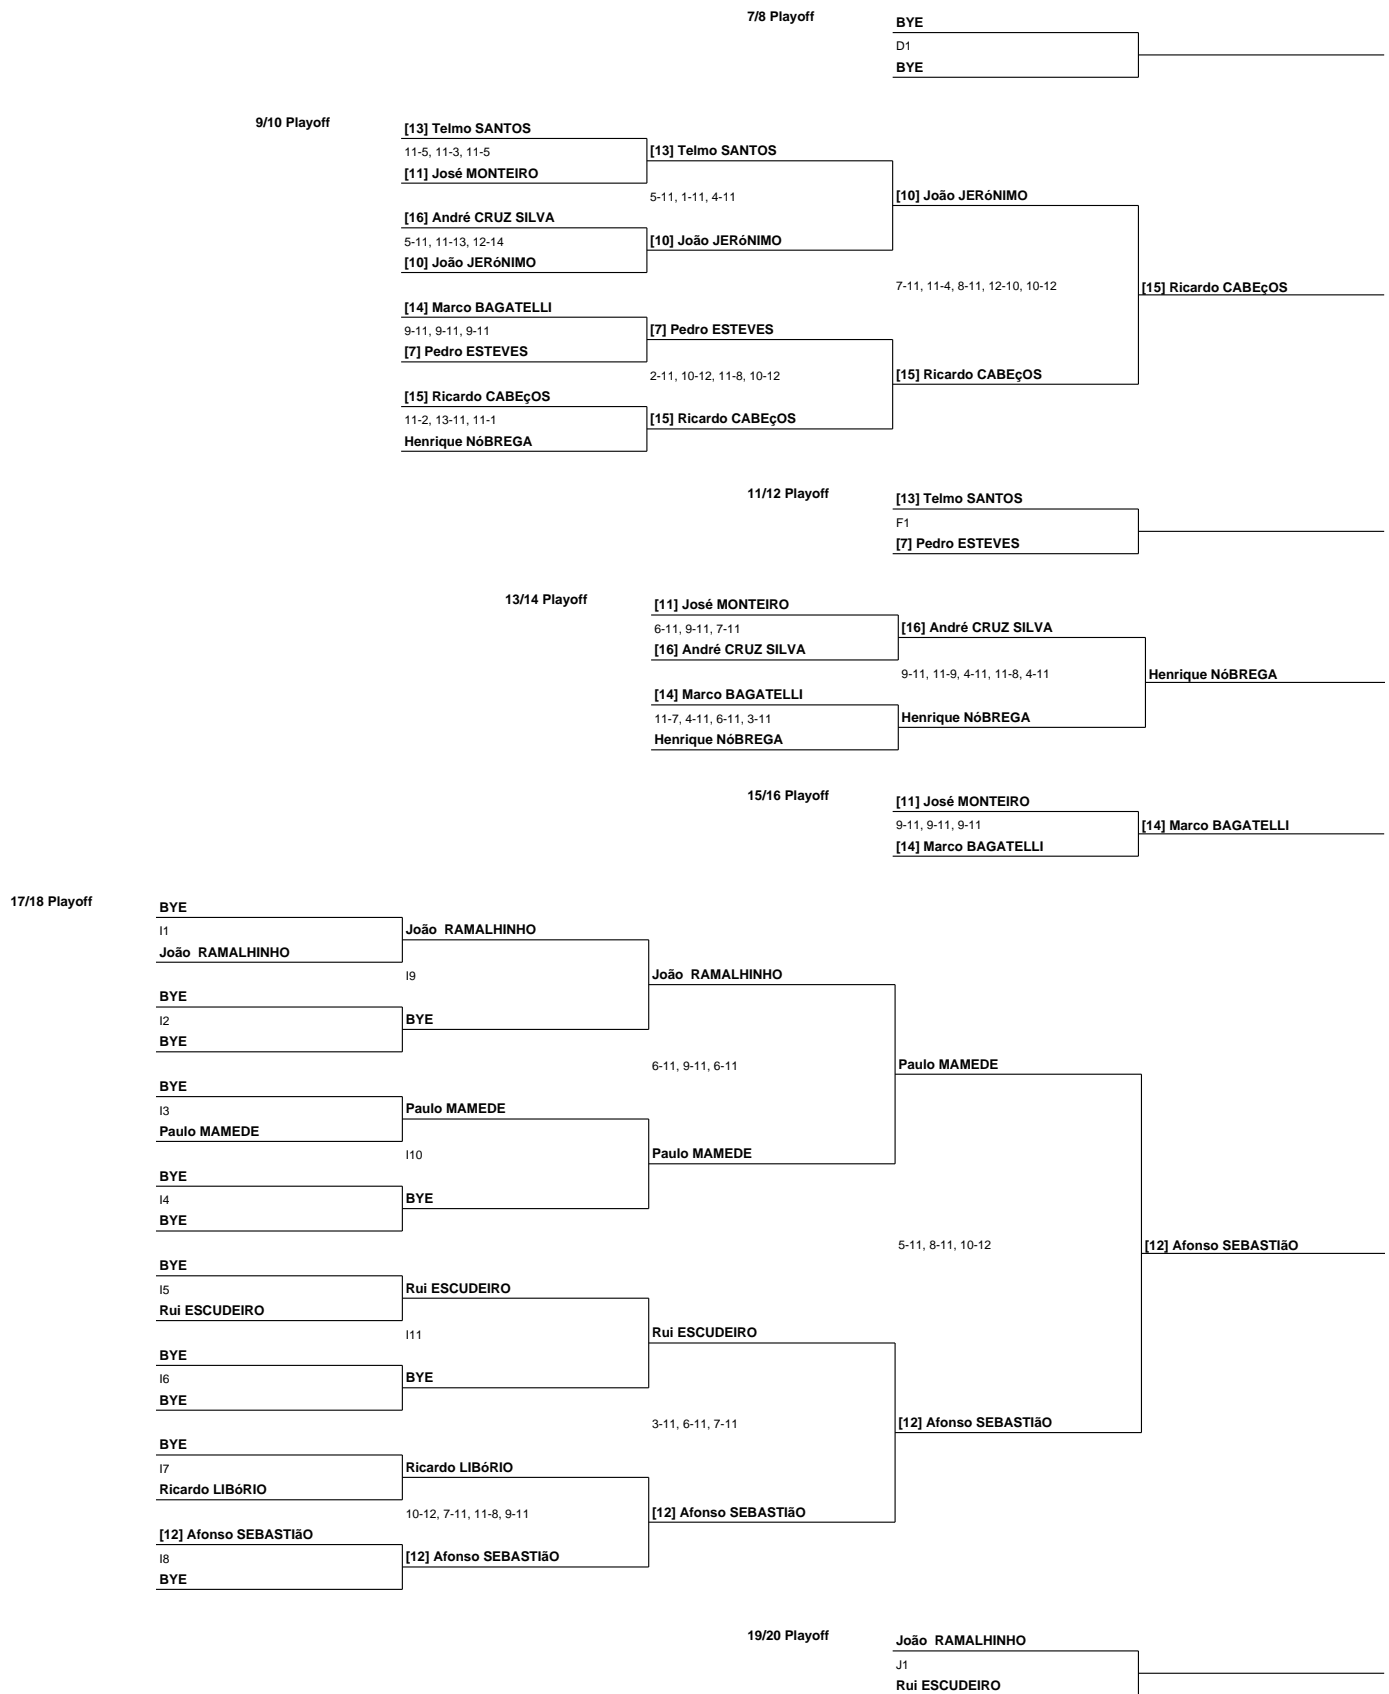 7/8 Playoff
BYE
D1
BYE
9/10 Playoff
[13] Telmo SANTOS
11-5, 11-3, 11-5
[13] Telmo SANTOS
[11] José MONTEIRO
5-11, 1-11, 4-11
[10] João JERóNIMO
[16] André CRUZ SILVA
5-11, 11-13, 12-14
[10] João JERóNIMO
[10] João JERóNIMO
7-11, 11-4, 8-11, 12-10, 10-12
[15] Ricardo CABEçOS
[14] Marco BAGATELLI
9-11, 9-11, 9-11
[7] Pedro ESTEVES
[7] Pedro ESTEVES
2-11, 10-12, 11-8, 10-12
[15] Ricardo CABEçOS
[15] Ricardo CABEçOS
11-2, 13-11, 11-1
[15] Ricardo CABEçOS
Henrique NóBREGA
11/12 Playoff
[13] Telmo SANTOS
F1
[7] Pedro ESTEVES
13/14 Playoff
[11] José MONTEIRO
6-11, 9-11, 7-11
[16] André CRUZ SILVA
[16] André CRUZ SILVA
9-11, 11-9, 4-11, 11-8, 4-11
Henrique NóBREGA
[14] Marco BAGATELLI
11-7, 4-11, 6-11, 3-11
Henrique NóBREGA
Henrique NóBREGA
15/16 Playoff
[11] José MONTEIRO
9-11, 9-11, 9-11
[14] Marco BAGATELLI
[14] Marco BAGATELLI
17/18 Playoff
BYE
I1
João  RAMALHINHO
João  RAMALHINHO
I9
João  RAMALHINHO
BYE
I2
BYE
BYE
6-11, 9-11, 6-11
Paulo MAMEDE
BYE
I3
Paulo MAMEDE
Paulo MAMEDE
I10
Paulo MAMEDE
BYE
I4
BYE
BYE
5-11, 8-11, 10-12
[12] Afonso SEBASTIãO
BYE
I5
Rui ESCUDEIRO
Rui ESCUDEIRO
I11
Rui ESCUDEIRO
BYE
I6
BYE
BYE
3-11, 6-11, 7-11
[12] Afonso SEBASTIãO
BYE
I7
Ricardo LIBóRIO
Ricardo LIBóRIO
10-12, 7-11, 11-8, 9-11
[12] Afonso SEBASTIãO
[12] Afonso SEBASTIãO
I8
[12] Afonso SEBASTIãO
BYE
19/20 Playoff
João  RAMALHINHO
J1
Rui ESCUDEIRO